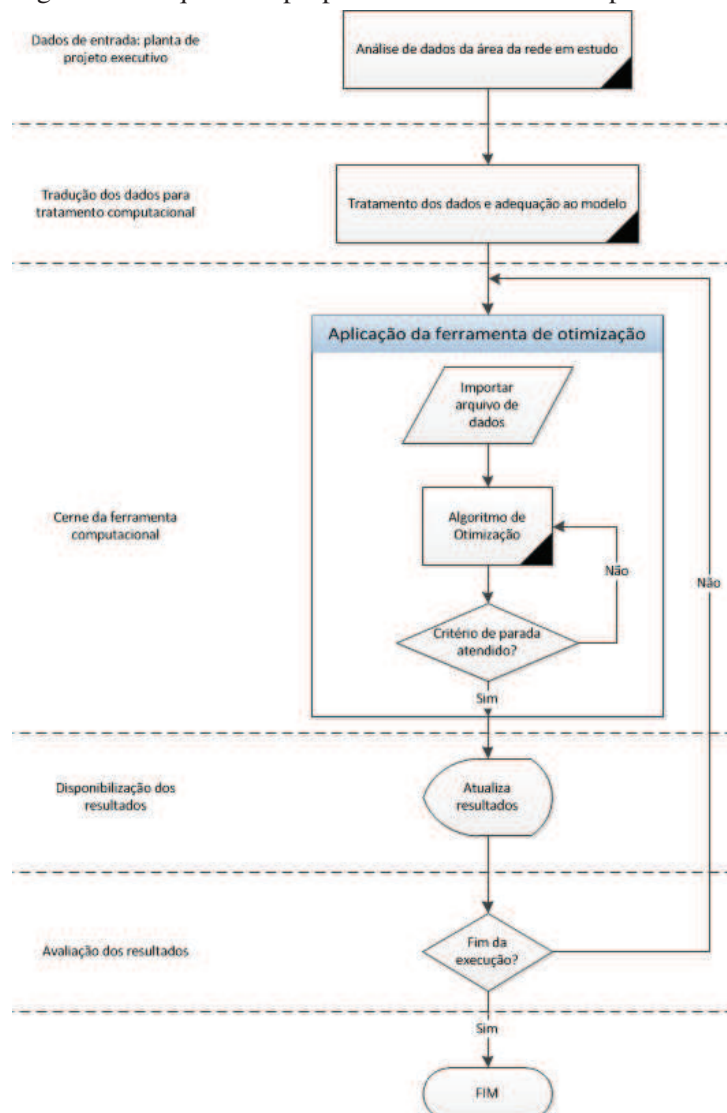 Dados de entrada: planta de
projeto executivo
Análise de dados da área da rede em estudo
Tradução dos dados para
tratamento computacional
Tratamento dos dados e adequação ao modelo
Aplicação da ferramenta de otimização
Importar
arquivo de
dados
Cerne da ferramenta
computacional
Algoritmo de
Otimização
Não
Não
Critério de parada
atendido?
Sim
Disponibilização dos
resultados
Atualiza
resultados
Avaliação dos resultados
Fim da
execução?
Sim
FIM